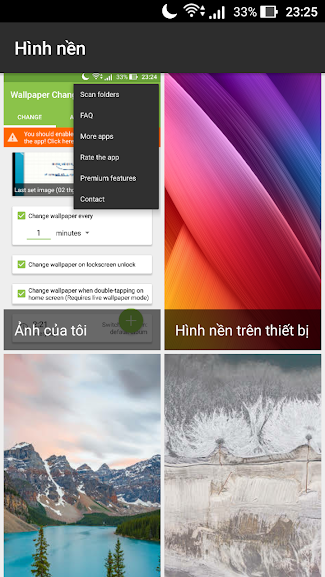 33% 23:25
Hình nền
33% 23:24
Wallpaper Chang
CHANGE
You should enable
the app! Click here
Scan folders
FAQ
More apps
Rate the app
Premium features
Contact
Last set image (02 thg
Change wallpaper every
1 minutes
Change wallpaper on lockscreen unlock
Change wallpaper when double-tapping on
home screen (Requires live-wallpaper mode)
Ảnh của tôi
Hình nền trên thiết bị